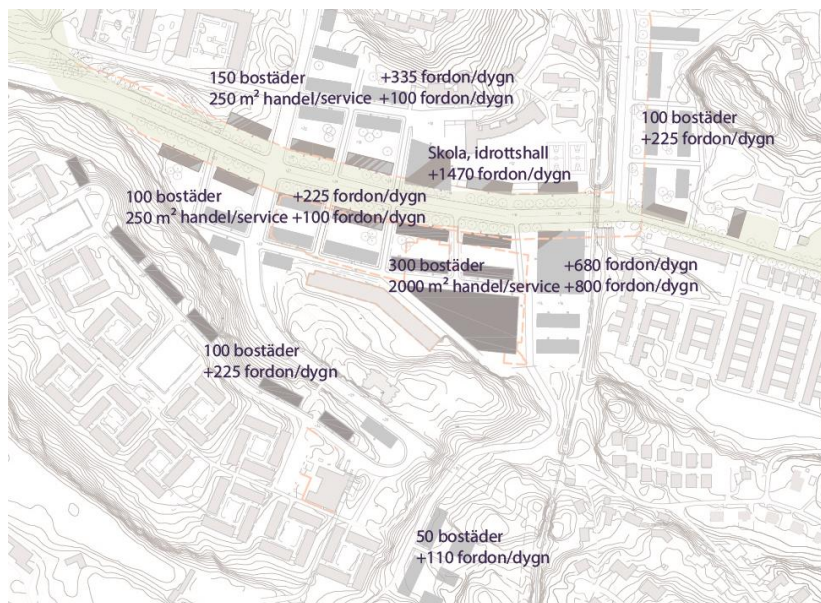 150 bostäder +335 fordon/dygn
250 m² handel/service +100 fordon/dygn
100 bostäder
+225 fordon/dygn
Skola, idrottshall
+1470 fordon/dygn
100 bostäder +225 fordon/dygn
250 m² handel/service +100 fordon/dygn
300 bostäder +680 fordon/dygn
2000 m² handel/service +800 fordon/dygn
100 bostäder
+225 fordon/dygn
50 bostäder
+110 fordon/dygn